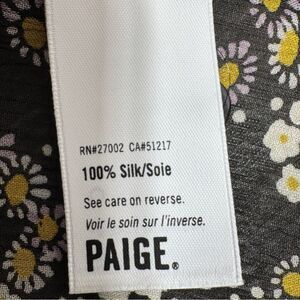 RN#27002 CA#51217
100% Silk/Soie
See care on reverse.
Voir le soin sur l'inverse.
PAIGE®